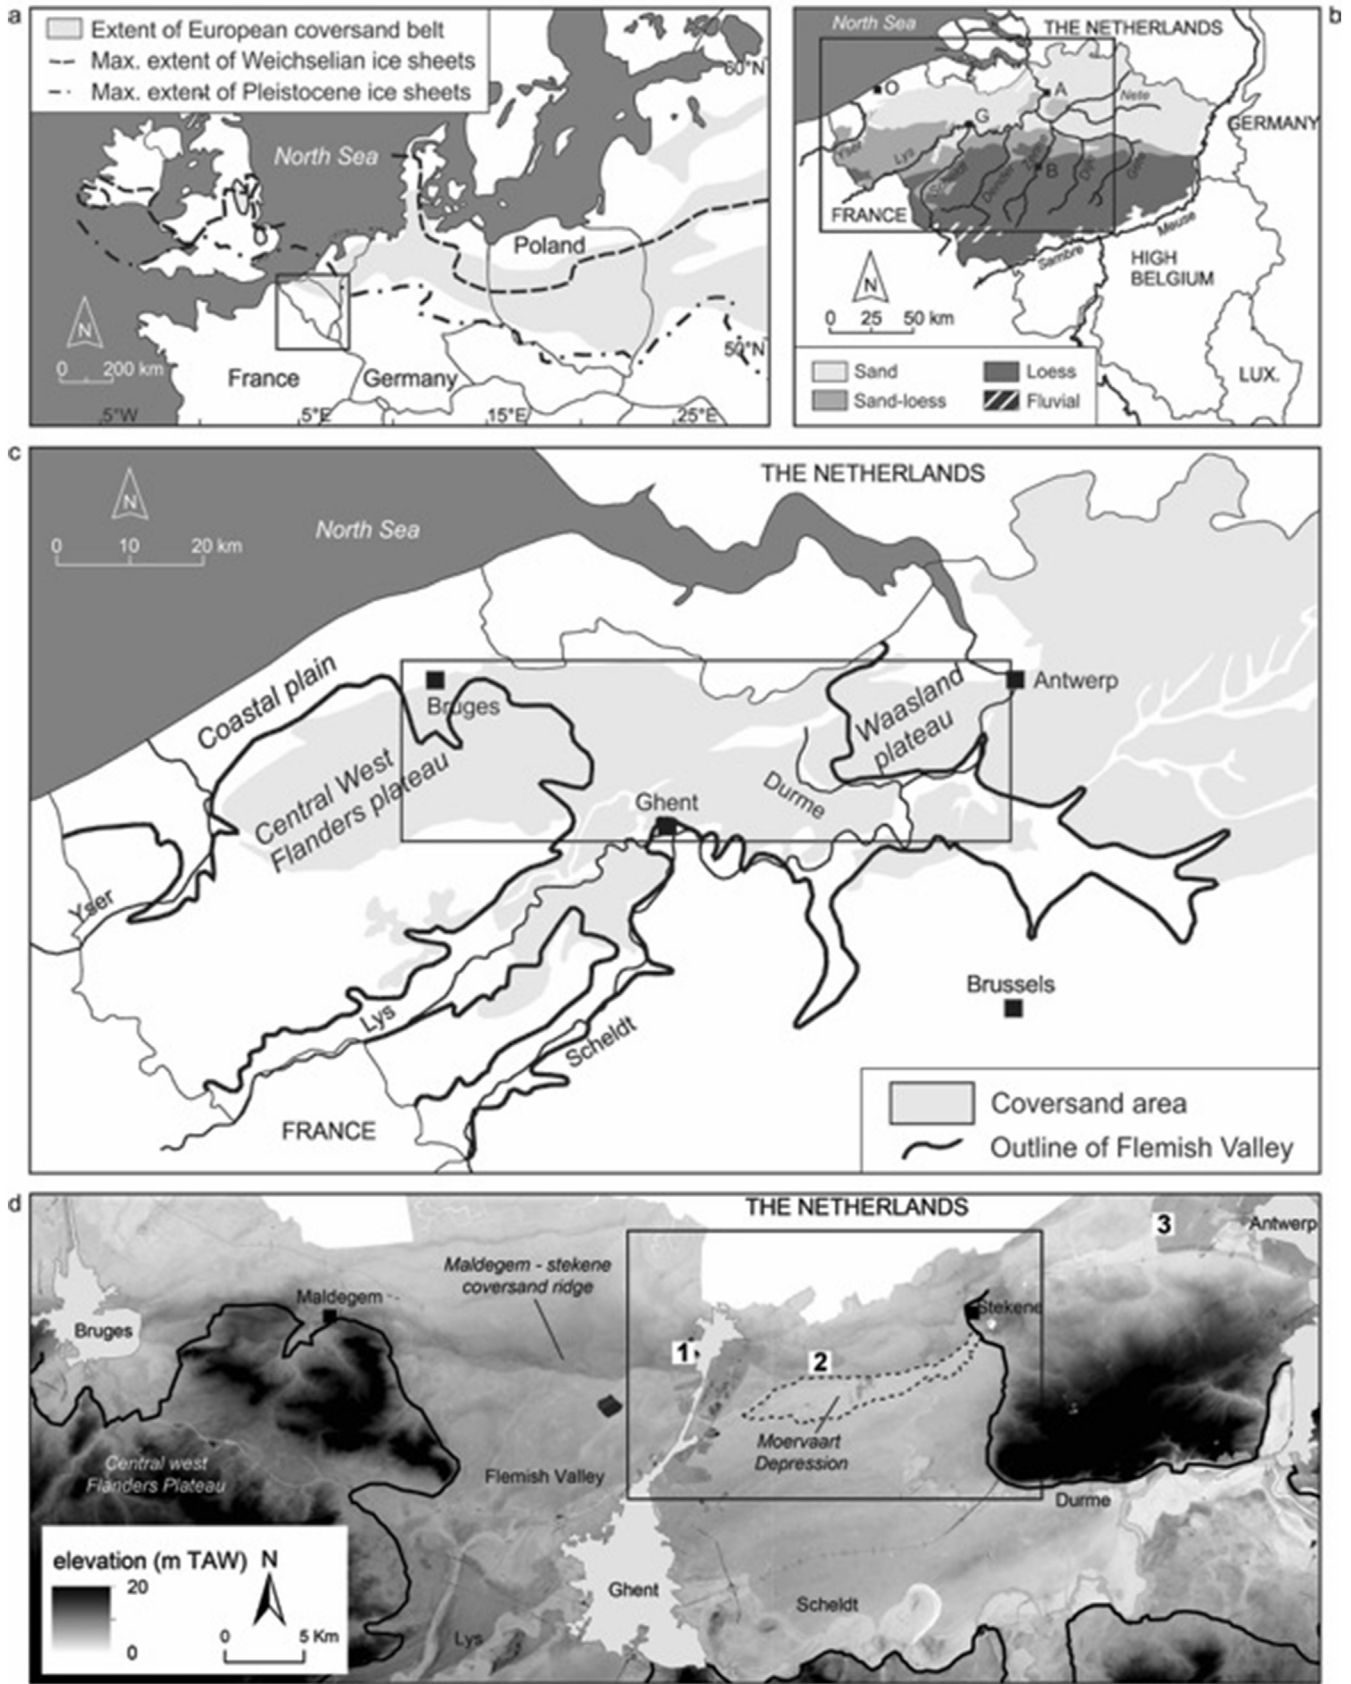 a
Extent of European coversand belt
Max. extent of Weichselian ice sheets
Max. extent of Pleistocene ice sheets
60°N
North Sea
Poland
N
50°N
0 200 km
France
Germany
5°W
5°E
15°E
25°E
b
North Sea
THE NETHERLANDS
O
A
Nete
G
GERMANY
Yser
Lys
Scheldt
Dender
B
Dijle
Gete
FRANCE
Meuse
Sambre
HIGH
BELGIUM
N
0 25 50 km
LUX.
Sand
Loess
Sand-loess
Fluvial
c
THE NETHERLANDS
N
North Sea
0 10 20 km
Coastal plain
Bruges
Antwerp
Waasland
plateau
Central West
Flanders plateau
Durme
Ghent
Yser
Brussels
Lys
Scheldt
FRANCE
Coversand area
Outline of Flemish Valley
d
THE NETHERLANDS
3
Antwerp
Maldegem - stekene
coversand ridge
Maldegem
Stekene
Bruges
1
2
Moervaart
Depression
Central west
Flanders Plateau
Flemish Valley
Durme
elevation (m TAW)
N
20
0
0 5 Km
Ghent
Scheldt
Lys